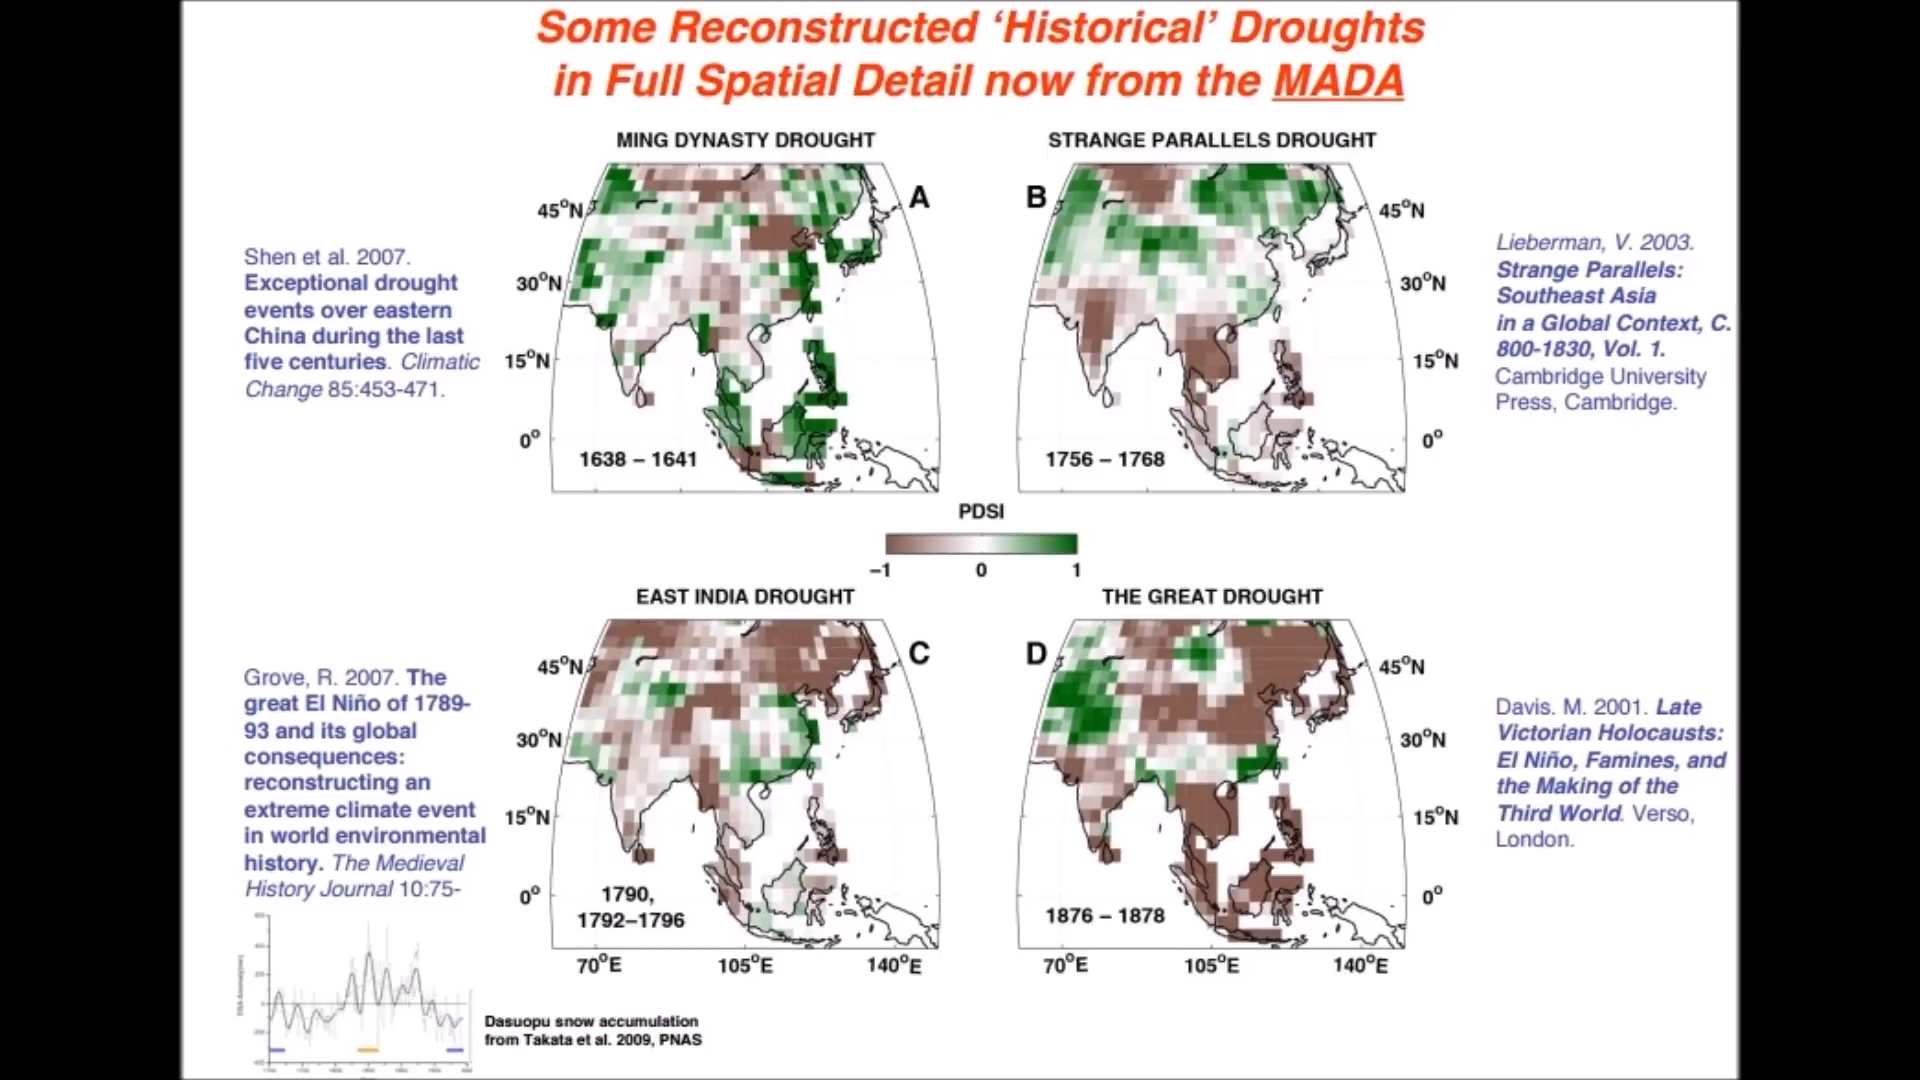 Some Reconstructed ‘Historical’ Droughts
in Full Spatial Detail now from the MADA
MING DYNASTY DROUGHT
STRANGE PARALLELS DROUGHT
A
B
45°N
45°N
30°N
30°N
15°N
15°N
0°
0°
1638 – 1641
1756 – 1768
Shen et al. 2007.
Exceptional drought
events over eastern
China during the last
five centuries. Climatic
Change 85:453-471.
Lieberman, V. 2003.
Strange Parallels:
Southeast Asia
in a Global Context, C.
800-1830, Vol. 1.
Cambridge University
Press, Cambridge.
PDSI
–1
0
1
EAST INDIA DROUGHT
THE GREAT DROUGHT
C
D
45°N
45°N
30°N
30°N
15°N
15°N
0°
0°
1790,
1792–1796
1876 – 1878
70°E
105°E
140°E
70°E
105°E
140°E
Grove, R. 2007. The
great El Niño of 1789-
93 and its global
consequences:
reconstructing an
extreme climate event
in world environmental
history. The Medieval
History Journal 10:75-
Davis. M. 2001. Late
Victorian Holocausts:
El Niño, Famines, and
the Making of the
Third World. Verso,
London.
Dasuopu snow accumulation
from Takata et al. 2009, PNAS